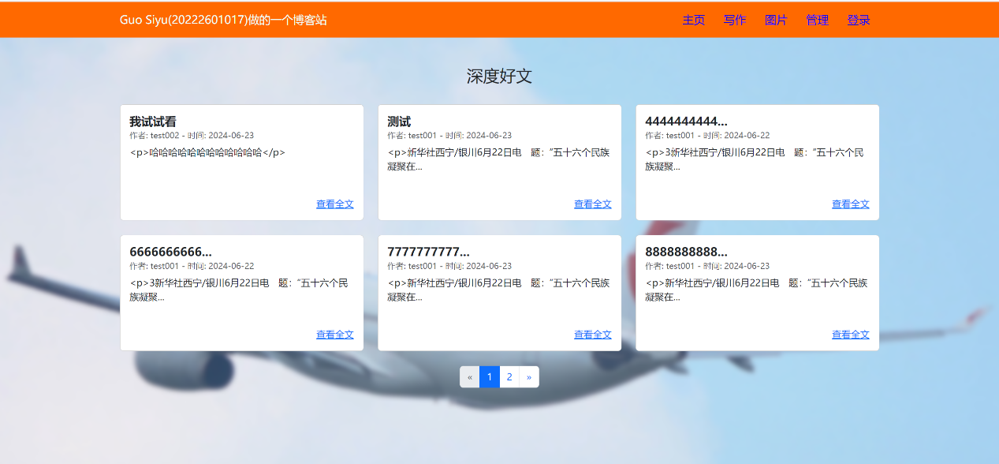 Guo Siyu(20222601017)做的一个博客站
主页 写作 图片 管理 登录
深度好文
我试试看
作者: test002 - 时间: 2024-06-23
<p>哈哈哈哈哈哈哈哈哈哈哈哈</p>
查看全文
测试
作者: test001 - 时间: 2024-06-23
<p>新华社西宁/银川6月22日电　题：“五十六个民族
凝聚在...
查看全文
4444444444...
作者: test001 - 时间: 2024-06-22
<p>3新华社西宁/银川6月22日电　题：“五十六个民
族凝聚...
查看全文
6666666666...
作者: test001 - 时间: 2024-06-22
<p>3新华社西宁/银川6月22日电　题：“五十六个民
族凝聚...
查看全文
7777777777...
作者: test001 - 时间: 2024-06-23
<p>新华社西宁/银川6月22日电　题：“五十六个民族
凝聚在...
查看全文
8888888888...
作者: test001 - 时间: 2024-06-23
<p>新华社西宁/银川6月22日电　题：“五十六个民族
凝聚在...
查看全文
« 1 2 »